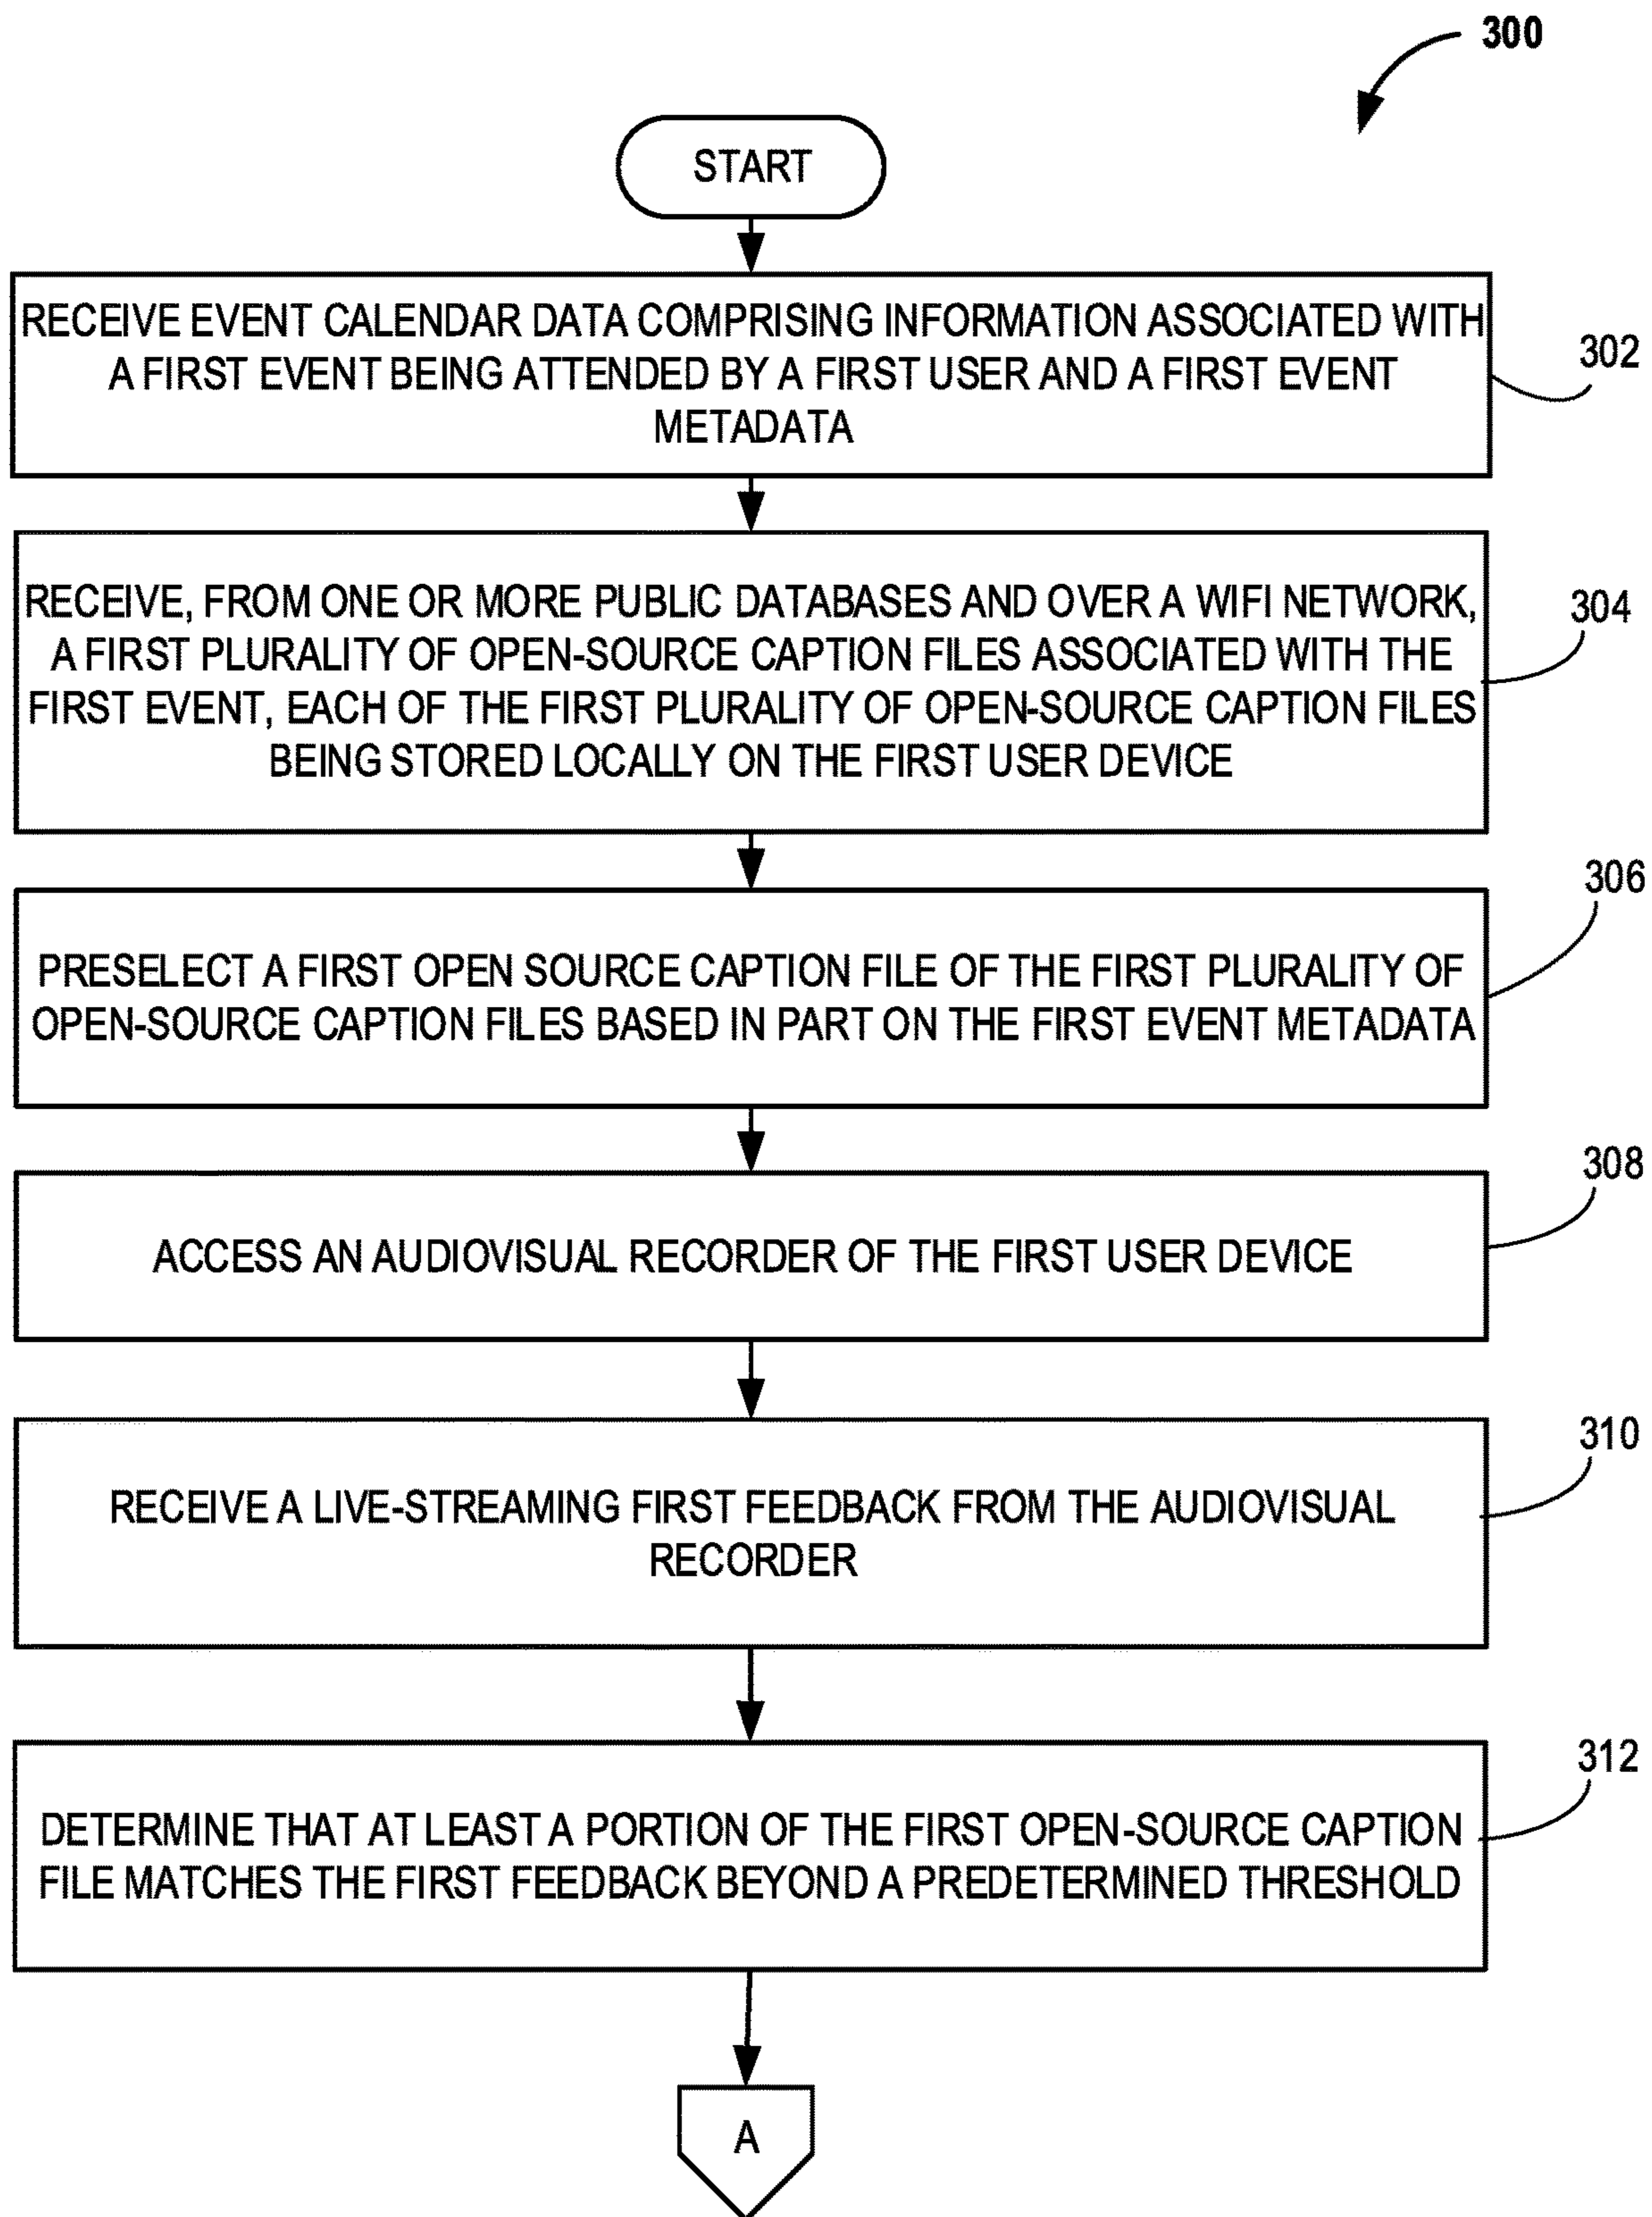 300
START
RECEIVE EVENT CALENDAR DATA COMPRISING INFORMATION ASSOCIATED WITH
A FIRST EVENT BEING ATTENDED BY A FIRST USER AND A FIRST EVENT
METADATA
302
RECEIVE, FROM ONE OR MORE PUBLIC DATABASES AND OVER A WIFI NETWORK,
A FIRST PLURALITY OF OPEN-SOURCE CAPTION FILES ASSOCIATED WITH THE
FIRST EVENT, EACH OF THE FIRST PLURALITY OF OPEN-SOURCE CAPTION FILES
BEING STORED LOCALLY ON THE FIRST USER DEVICE
304
PRESELECT A FIRST OPEN SOURCE CAPTION FILE OF THE FIRST PLURALITY OF
OPEN-SOURCE CAPTION FILES BASED IN PART ON THE FIRST EVENT METADATA
306
ACCESS AN AUDIOVISUAL RECORDER OF THE FIRST USER DEVICE
308
RECEIVE A LIVE-STREAMING FIRST FEEDBACK FROM THE AUDIOVISUAL
RECORDER
310
DETERMINE THAT AT LEAST A PORTION OF THE FIRST OPEN-SOURCE CAPTION
FILE MATCHES THE FIRST FEEDBACK BEYOND A PREDETERMINED THRESHOLD
312
A